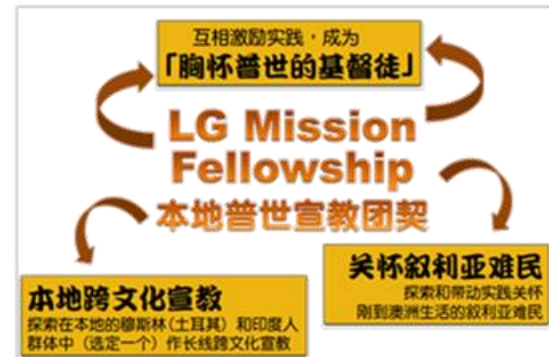 互相激励实践，成为
「胸怀普世的基督徒」
LG Mission
Fellowship
本地普世宣教团契
本地跨文化宣教
探索在本地的穆斯林(土耳其) 和印度人
群体中（选定一个）作长线跨文化宣教
关怀叙利亚难民
探索和带动实践关怀
刚到澳洲生活的叙利亚难民